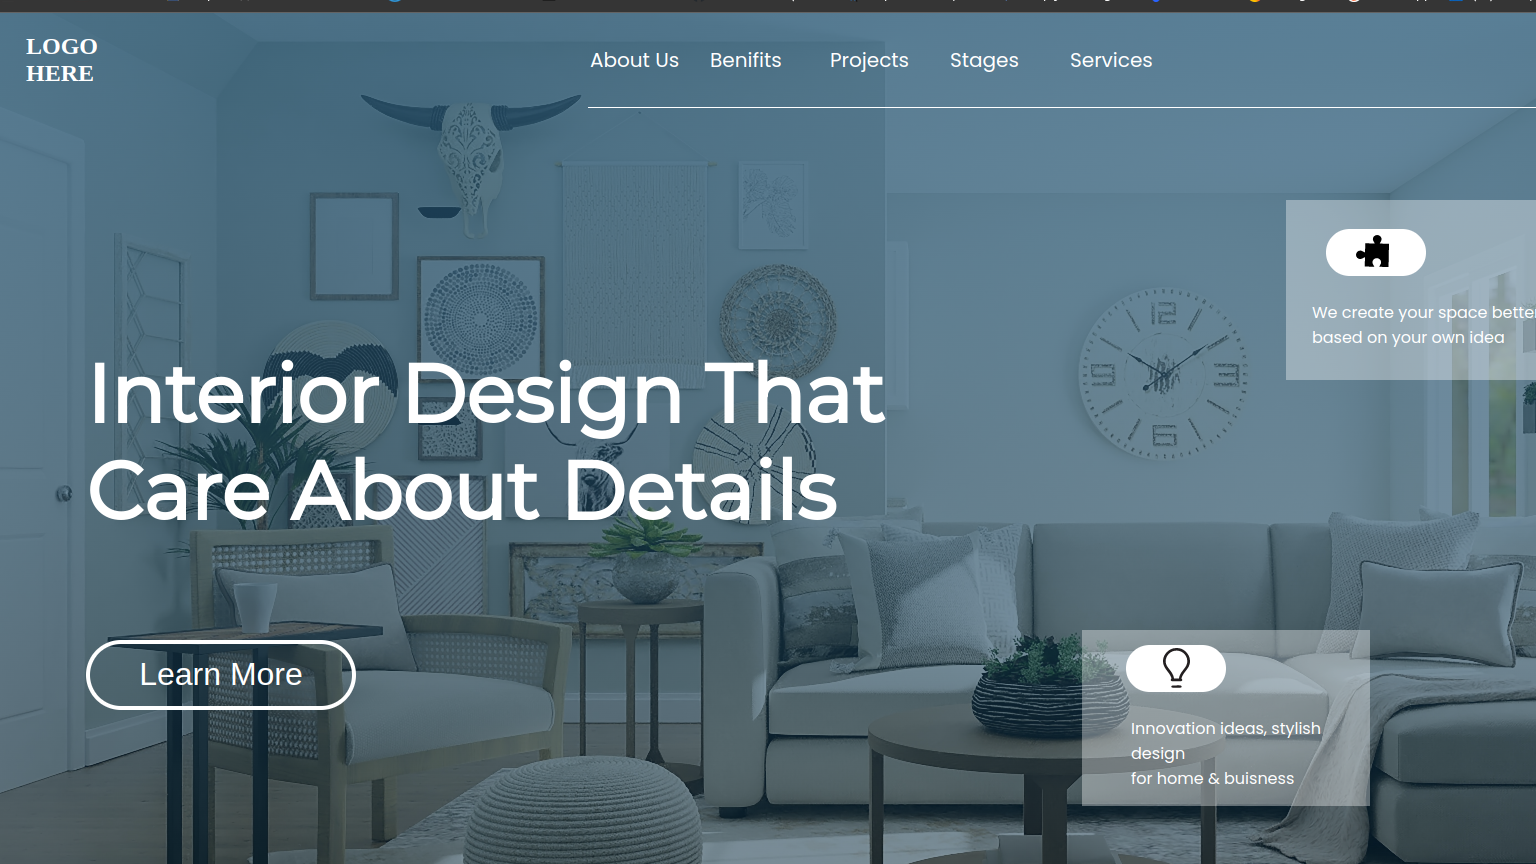 LOGO
HERE
About Us Benifits Projects Stages Services
We create your space better
based on your own idea
Interior Design That
Care About Details
Learn More
Innovation ideas, stylish
design
for home & buisness